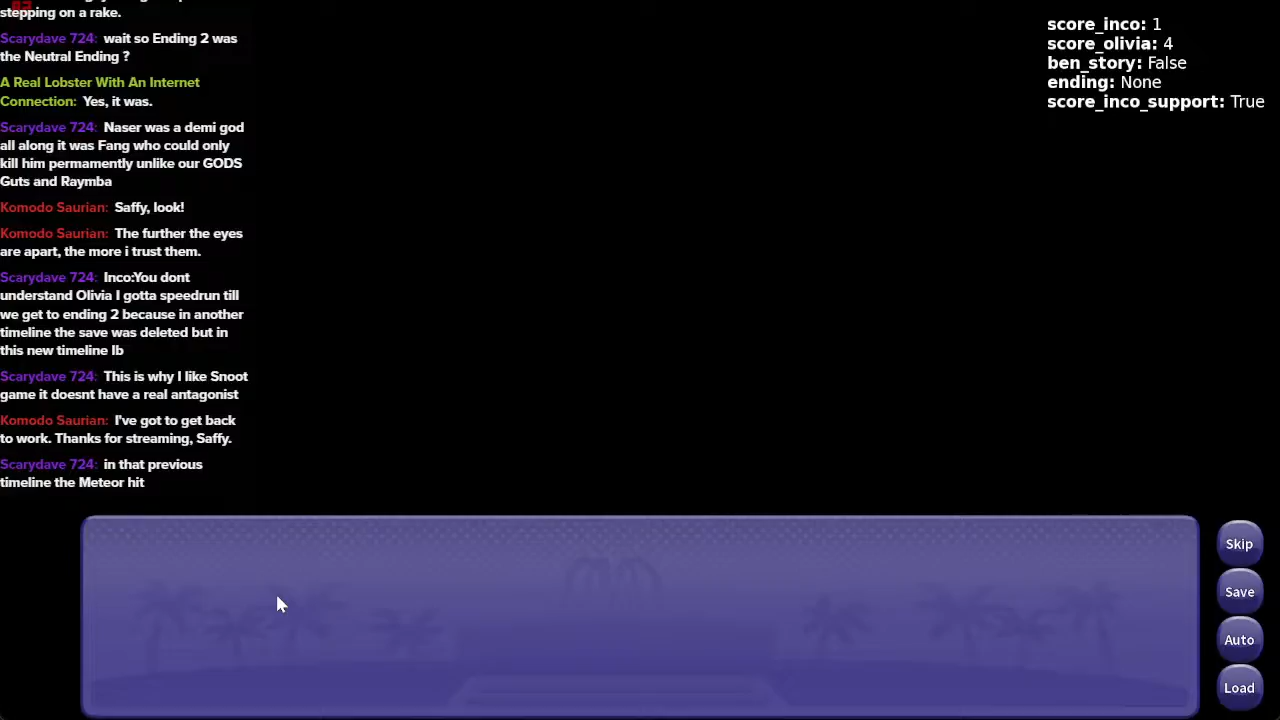 stepping on a rake.
Scarydave 724: wait so Ending 2 was
the Neutral Ending ?
A Real Lobster With An Internet
Connection: Yes, it was.
Scarydave 724: Naser was a demi god
all along it was Fang who could only
kill him permamently unlike our GODS
Guts and Raymba
Komodo Saurian: Saffy, look!
Komodo Saurian: The further the eyes
are apart, the more i trust them.
Scarydave 724: Inco:You dont
understand Olivia I gotta speedrun till
we get to ending 2 because in another
timeline the save was deleted but in
this new timeline Ib
Scarydave 724: This is why I like Snoot
game it doesnt have a real antagonist
Komodo Saurian: I've got to get back
to work. Thanks for streaming, Saffy.
Scarydave 724: in that previous
timeline the Meteor hit
score_inco: 1
score_olivia: 4
ben_story: False
ending: None
score_inco_support: True
Skip
Save
Auto
Load